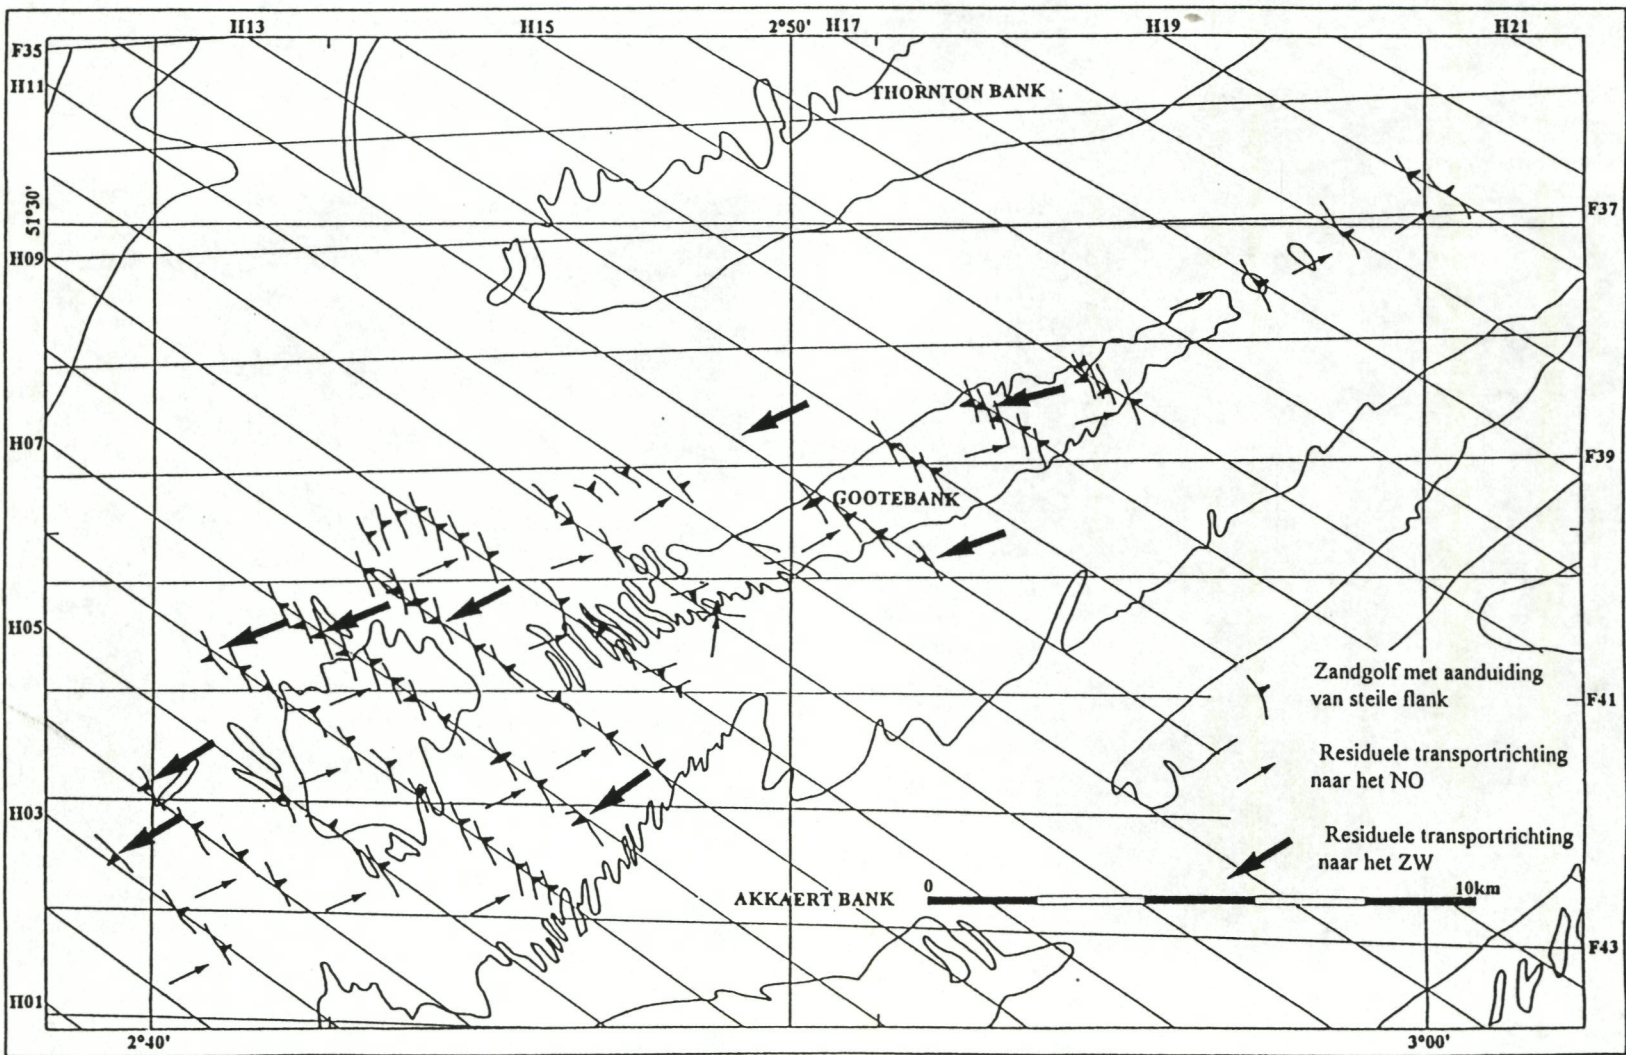 H13
H15
2°50'
H17
H19
H21
F35
H11
THORNTON BANK
51°30'
F37
H09
H07
F39
GOOTEBANK
H05
Zandgolf met aanduiding
van steile flank
F41
Residuele transportrichting
naar het NO
H03
Residuele transportrichting
naar het ZW
AKKAERT BANK
0
10km
F43
H01
2°40'
3°00'